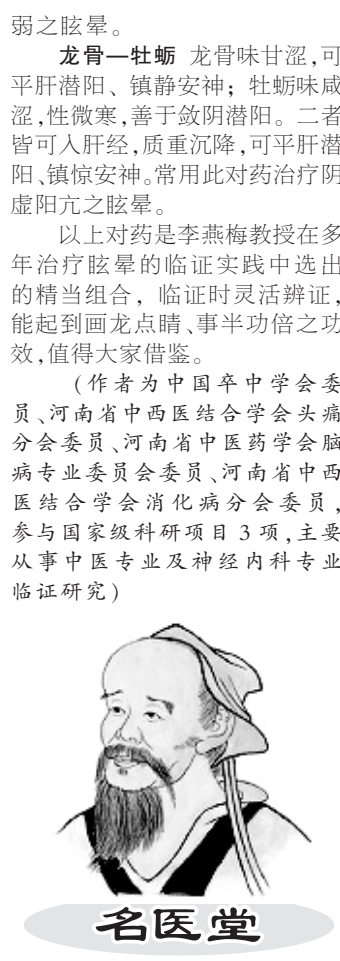 弱之眩晕。
龙骨—牡蛎 龙骨味甘涩,可
平肝潜阳、镇静安神；牡蛎味咸
涩,性微寒,善于敛阴潜阳。二者
皆可入肝经,质重沉降,可平肝潜
阳、镇惊安神。常用此对药治疗阴
虚阳亢之眩晕。
以上对药是李燕梅教授在多
年治疗眩晕的临证实践中选出
的精当组合，临证时灵活辨证,
能起到画龙点睛、事半功倍之功
效,值得大家借鉴。
(作者为中国卒中学会委
员、河南省中西医结合学会头痛
分会委员、河南省中医药学会脑
病专业委员会委员、河南省中西
医结合学会消化病分会委员,
参与国家级科研项目 3 项,主要
从事中医专业及神经内科专业
临证研究)
名医堂